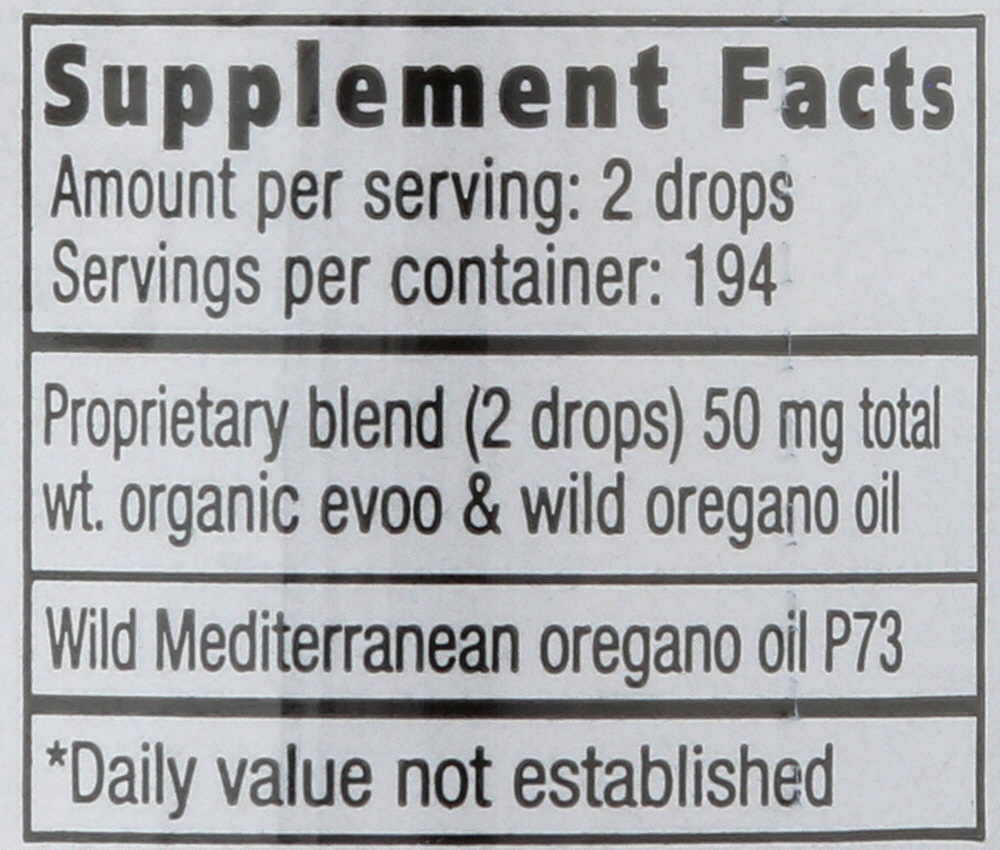 Supplement Facts
Amount per serving: 2 drops
Servings per container: 194
Proprietary blend (2 drops) 50 mg total
wt. organic evoo & wild oregano oil
Wild Mediterranean oregano oil P73
*Daily value not established